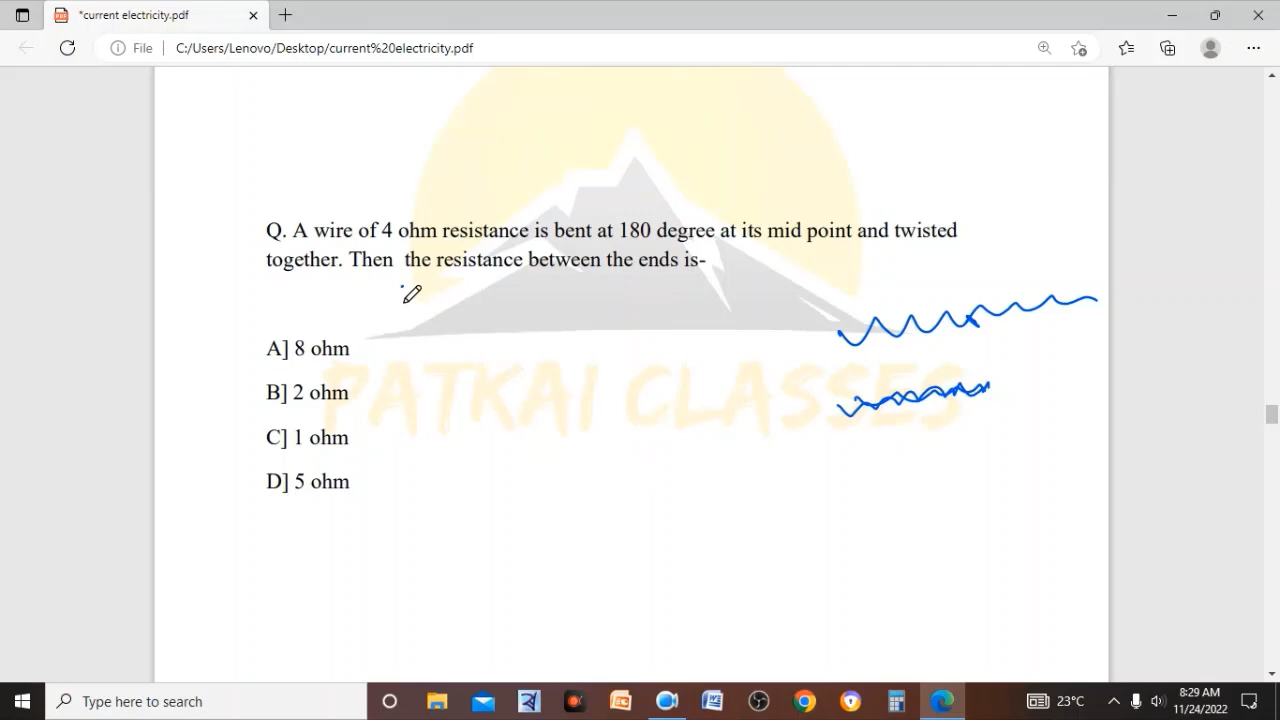 *current electricity.pdf
File
C:/Users/Lenovo/Desktop/current%20electricity.pdf
Q. A wire of 4 ohm resistance is bent at 180 degree at its mid point and twisted
together. Then the resistance between the ends is-
A] 8 ohm
B] 2 ohm
C] 1 ohm
D] 5 ohm
PATKAI CLASSES
Type here to search
23°C
8:29 AM
11/24/2022